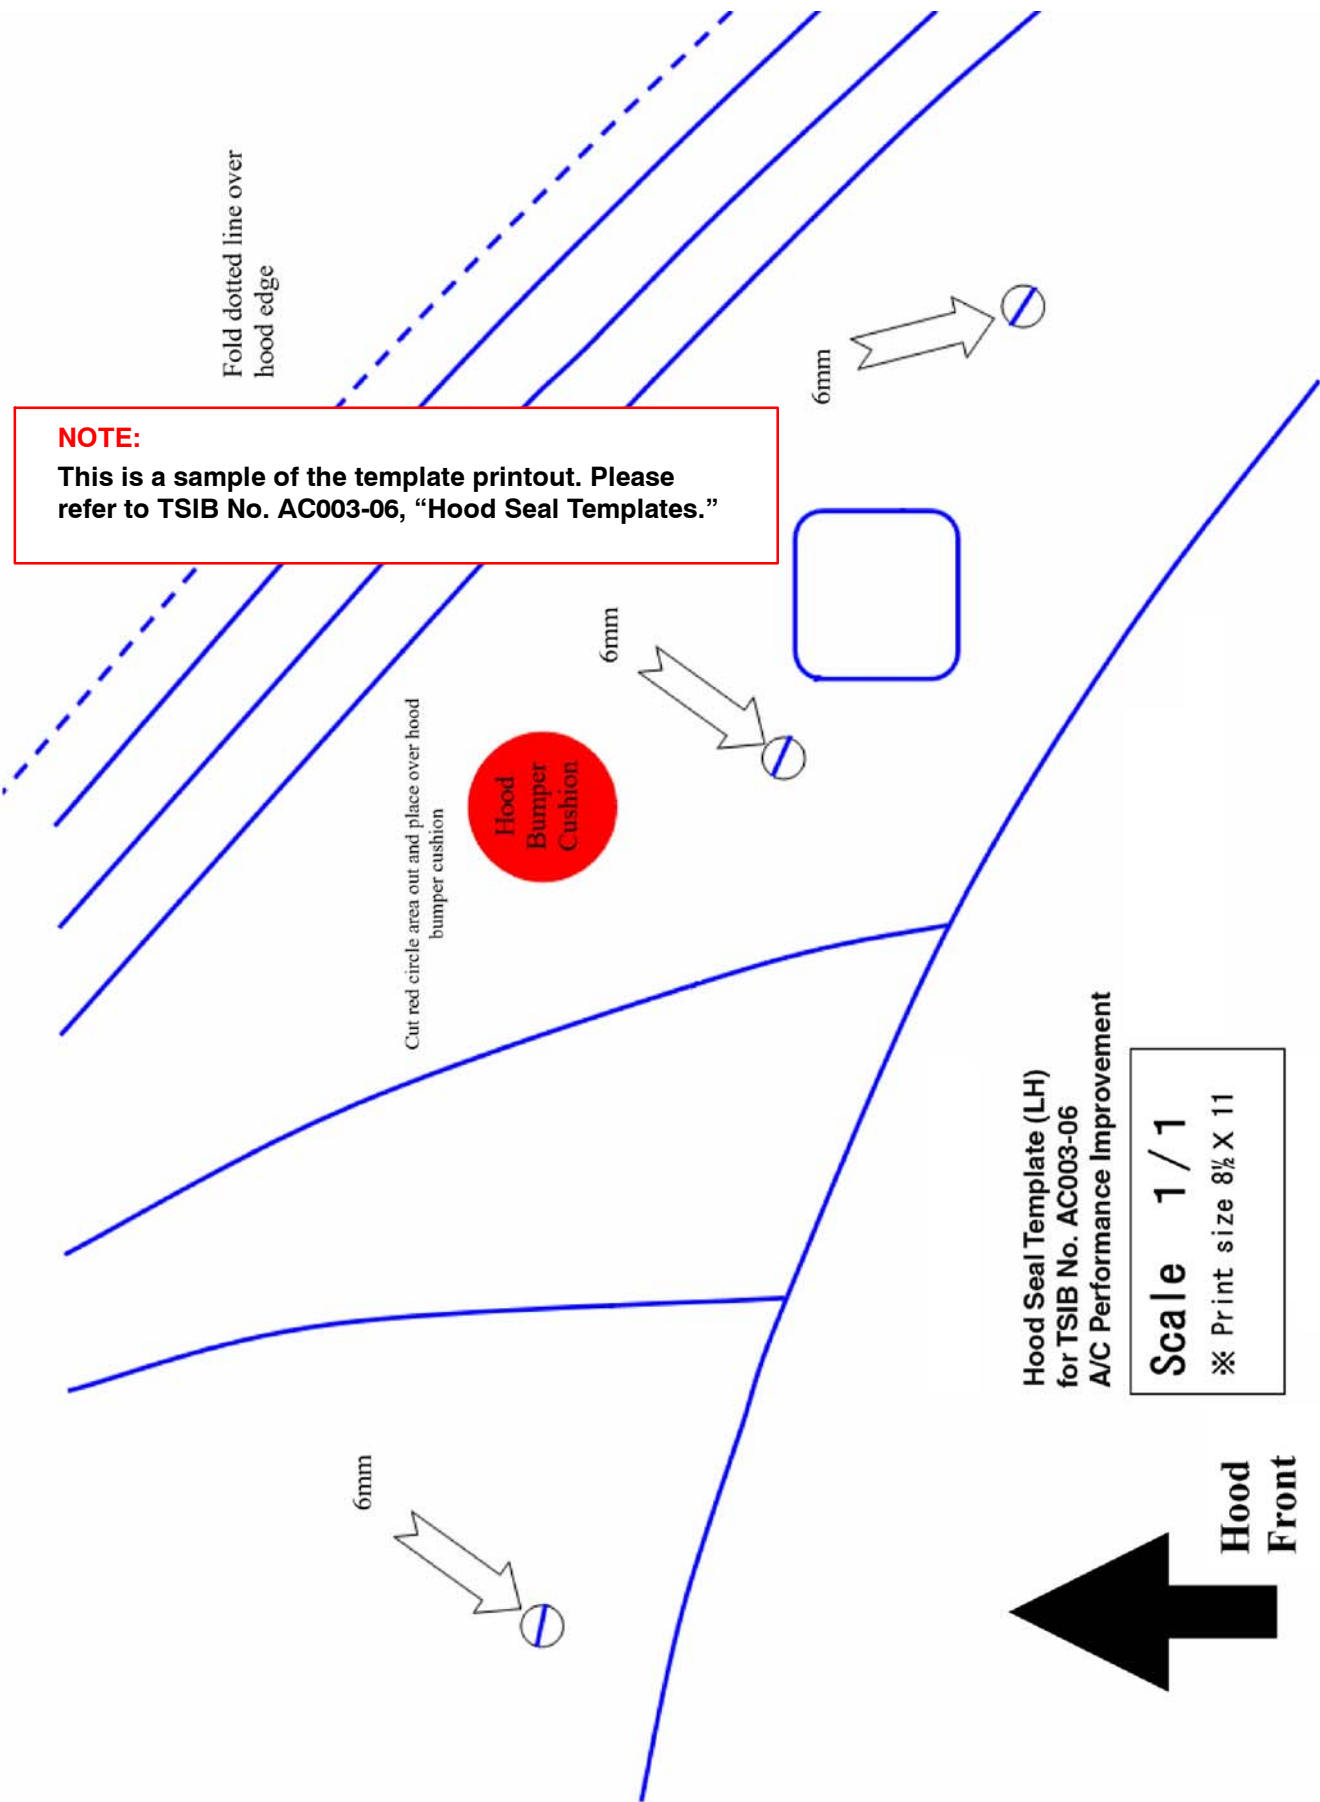 Fold dotted line over
hood edge
NOTE:
This is a sample of the template printout. Please
refer to TSIB No. AC003-06, “Hood Seal Templates.”
6mm
6mm
Cut red circle area out and place over hood
bumper cushion
Hood
Bumper
Cushion
6mm
Hood Seal Template (LH)
for TSIB No. AC003-06
A/C Performance Improvement
Scale 1/1
※ Print size 8½ X 11
Hood
Front